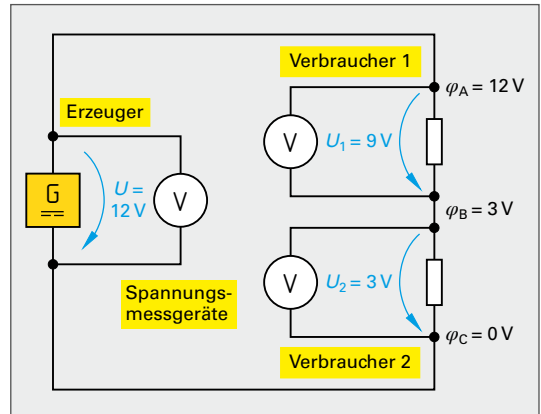 Verbraucher 1
φA = 12 V
Erzeuger
V
U1 = 9 V
G
U =
12 V
V
φB = 3 V
Spannungs-
messgeräte
V
U2 = 3 V
φC = 0 V
Verbraucher 2